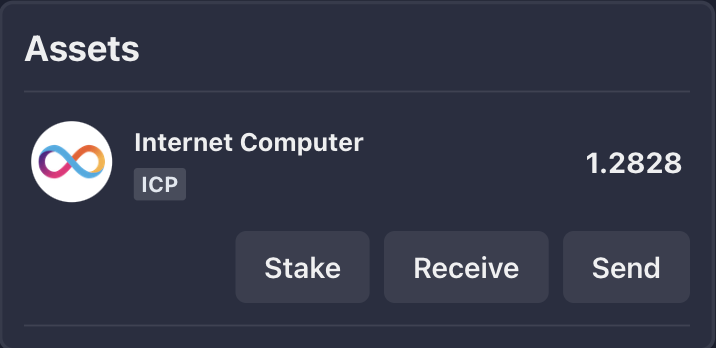 Assets
Internet Computer
1.2828
ICP
Stake
Receive
Send